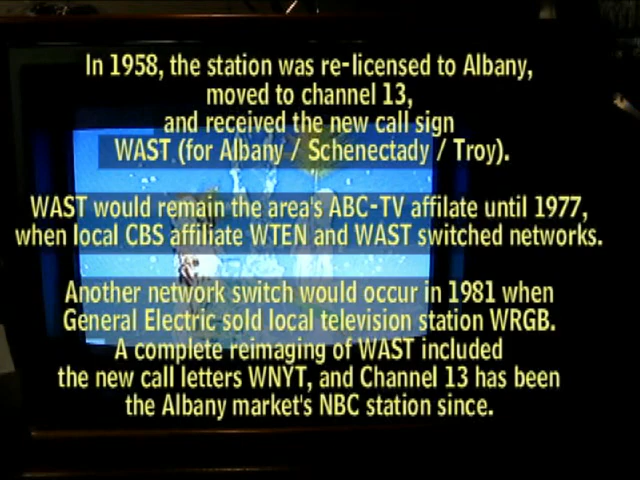 In 1958, the station was re-licensed to Albany,
moved to channel 13,
and received the new call sign
WAST (for Albany / Schenectady / Troy).
WAST would remain the area's ABC-TV affilate until 1977,
when local CBS affiliate WTEN and WAST switched networks.
Another network switch would occur in 1981 when
General Electric sold local television station WRGB.
A complete reimaging of WAST included
the new call letters WNYT, and Channel 13 has been
the Albany market's NBC station since.